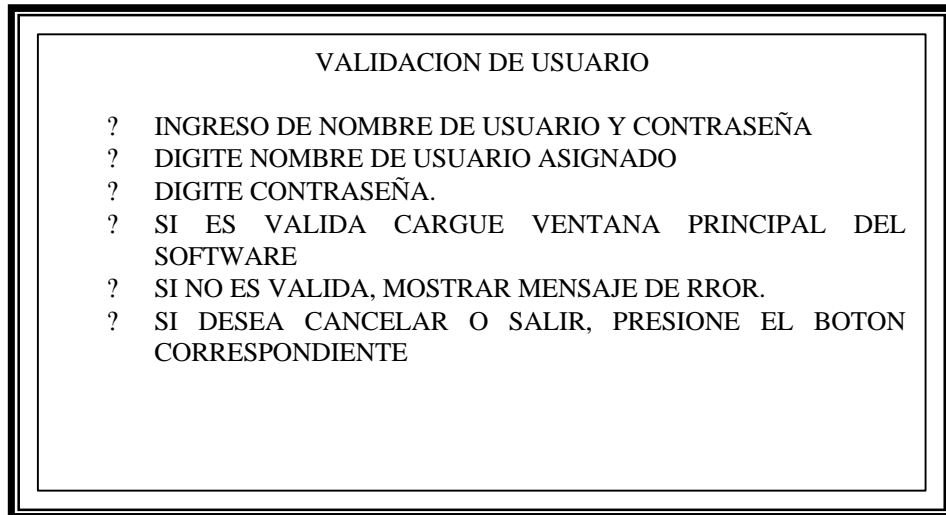 VALIDACION DE USUARIO
? INGRESO DE NOMBRE DE USUARIO Y CONTRASEÑA
? DIGITE NOMBRE DE USUARIO ASIGNADO
? DIGITE CONTRASEÑA.
? SI ES VALIDA CARGUE VENTANA PRINCIPAL DEL
SOFTWARE
? SI NO ES VALIDA, MOSTRAR MENSAJE DE RROR.
? SI DESEA CANCELAR O SALIR, PRESIONE EL BOTON
CORRESPONDIENTE